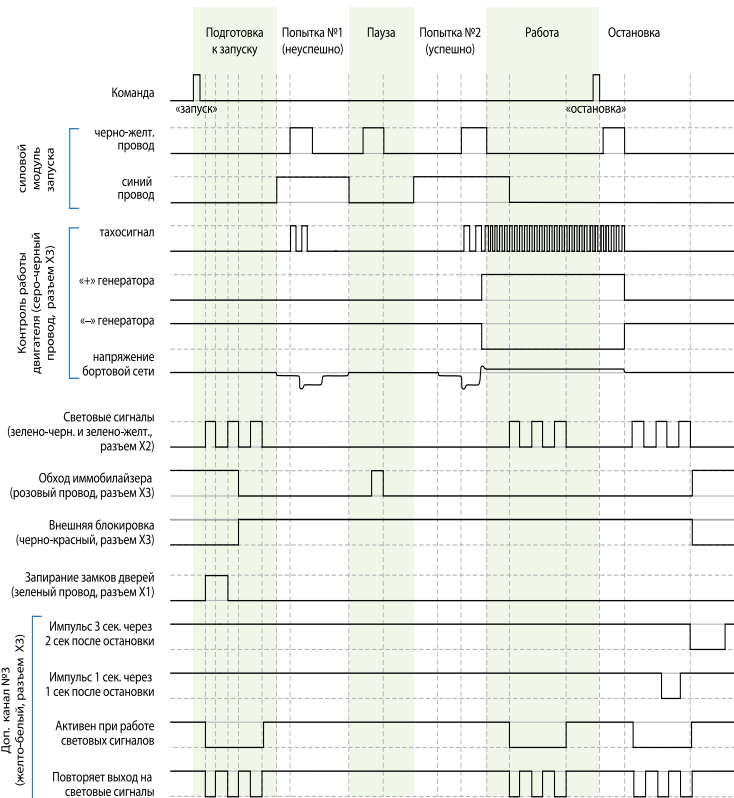 Подготовка
к запуску
Попытка №1
(неуспешно)
Пауза
Попытка №2
(успешно)
Работа
Остановка
Команда
«запуск»
«остановка»
силовой
модуль
запуска
черно-желт.
провод
синий
провод
Контроль работы
двигателя (серо-черный
провод, разъем X3)
тахосигнал
«+» генератора
«–» генератора
напряжение
бортовой сети
Световые сигналы
(зелено-черн. и зелено-желт.,
разъем X2)
Обход иммобилайзера
(розовый провод, разъем X3)
Внешняя блокировка
(черно-красный, разъем X3)
Запирание замков дверей
(зеленый провод, разъем X1)
Доп. канал №3
(желто-белый, разъем X3)
Импульс 3 сек. через
2 сек после остановки
Импульс 1 сек. через
1 сек после остановки
Активен при работе
световых сигналов
Повторяет выход на
световые сигналы